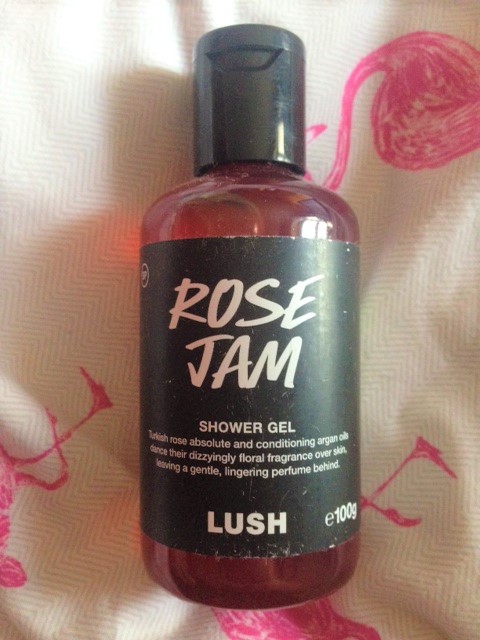 ROSE
JAM
SHOWER GEL
Turkish rose absolute and conditioning argan oils
dance their dizzyingly floral fragrance over skin,
leaving a gentle, lingering perfume behind.
LUSH
℮100g